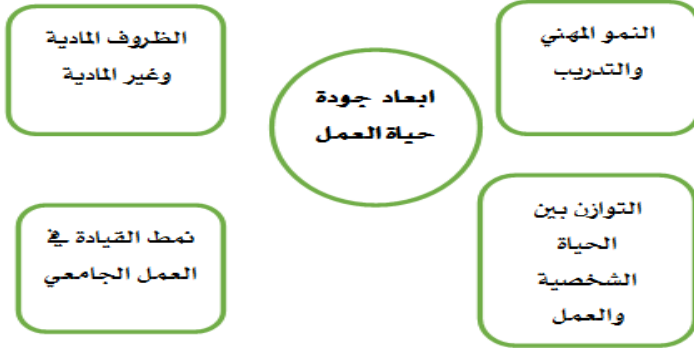 النمو المهني
والتدريب
الظروف المادية
وغير المادية
ابعاد جودة
حياة العمل
التوازن بين
الحياة
الشخصية
والعمل
نمط القيادة في
العمل الجامعي